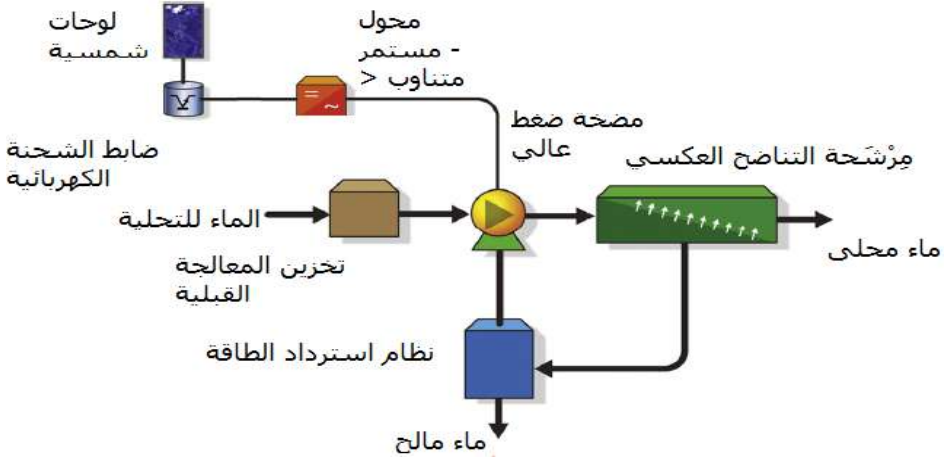 لوحات
شمسية
محول
مستمر -
متناوب <
ضابط الشحنة
الكهربائية
مضخة ضغط
عالي
مِرْشَحة التناضح العكسي
الماء للتحلية
تخزين المعالجة
القبلية
ماء محلى
نظام استرداد الطاقة
ماء مالح